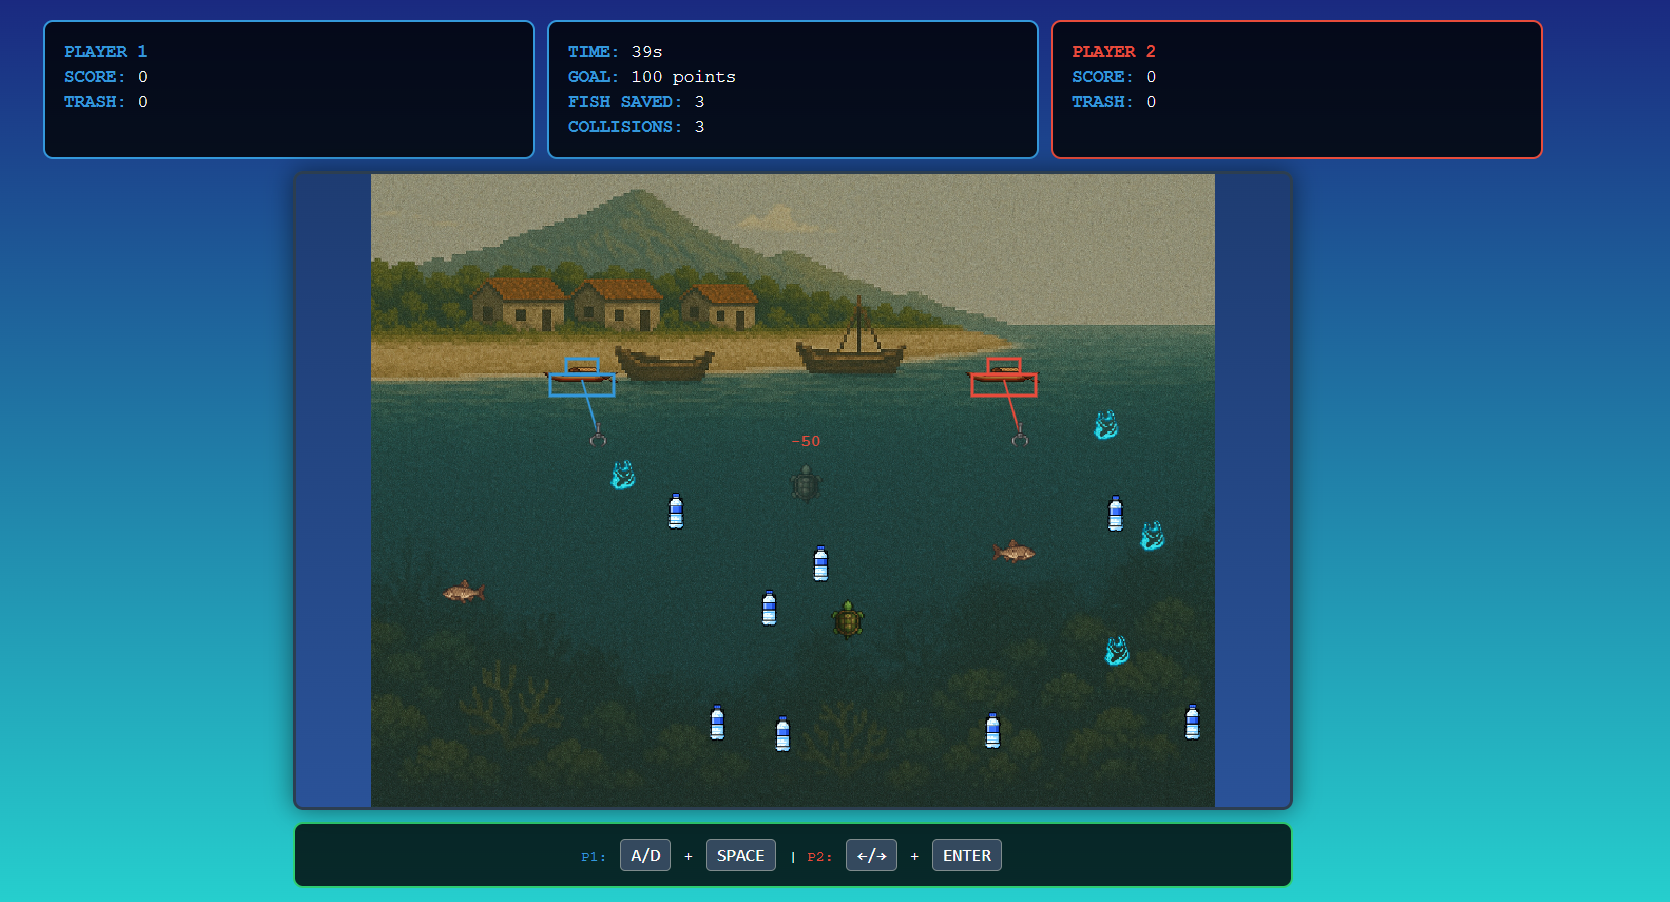 PLAYER 1
SCORE: 0
TRASH: 0
TIME: 39s
GOAL: 100 points
FISH SAVED: 3
COLLISIONS: 3
PLAYER 2
SCORE: 0
TRASH: 0
-50
P1: A/D + SPACE | P2: ←/→ + ENTER